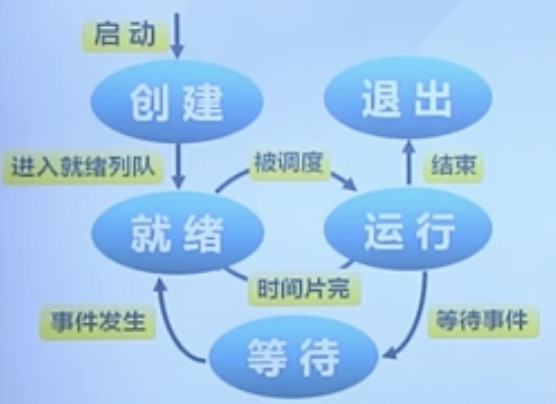 启动
创建
退出
进入就绪列队
被调度
结束
就绪
运行
时间片完
事件发生
等待事件
等待